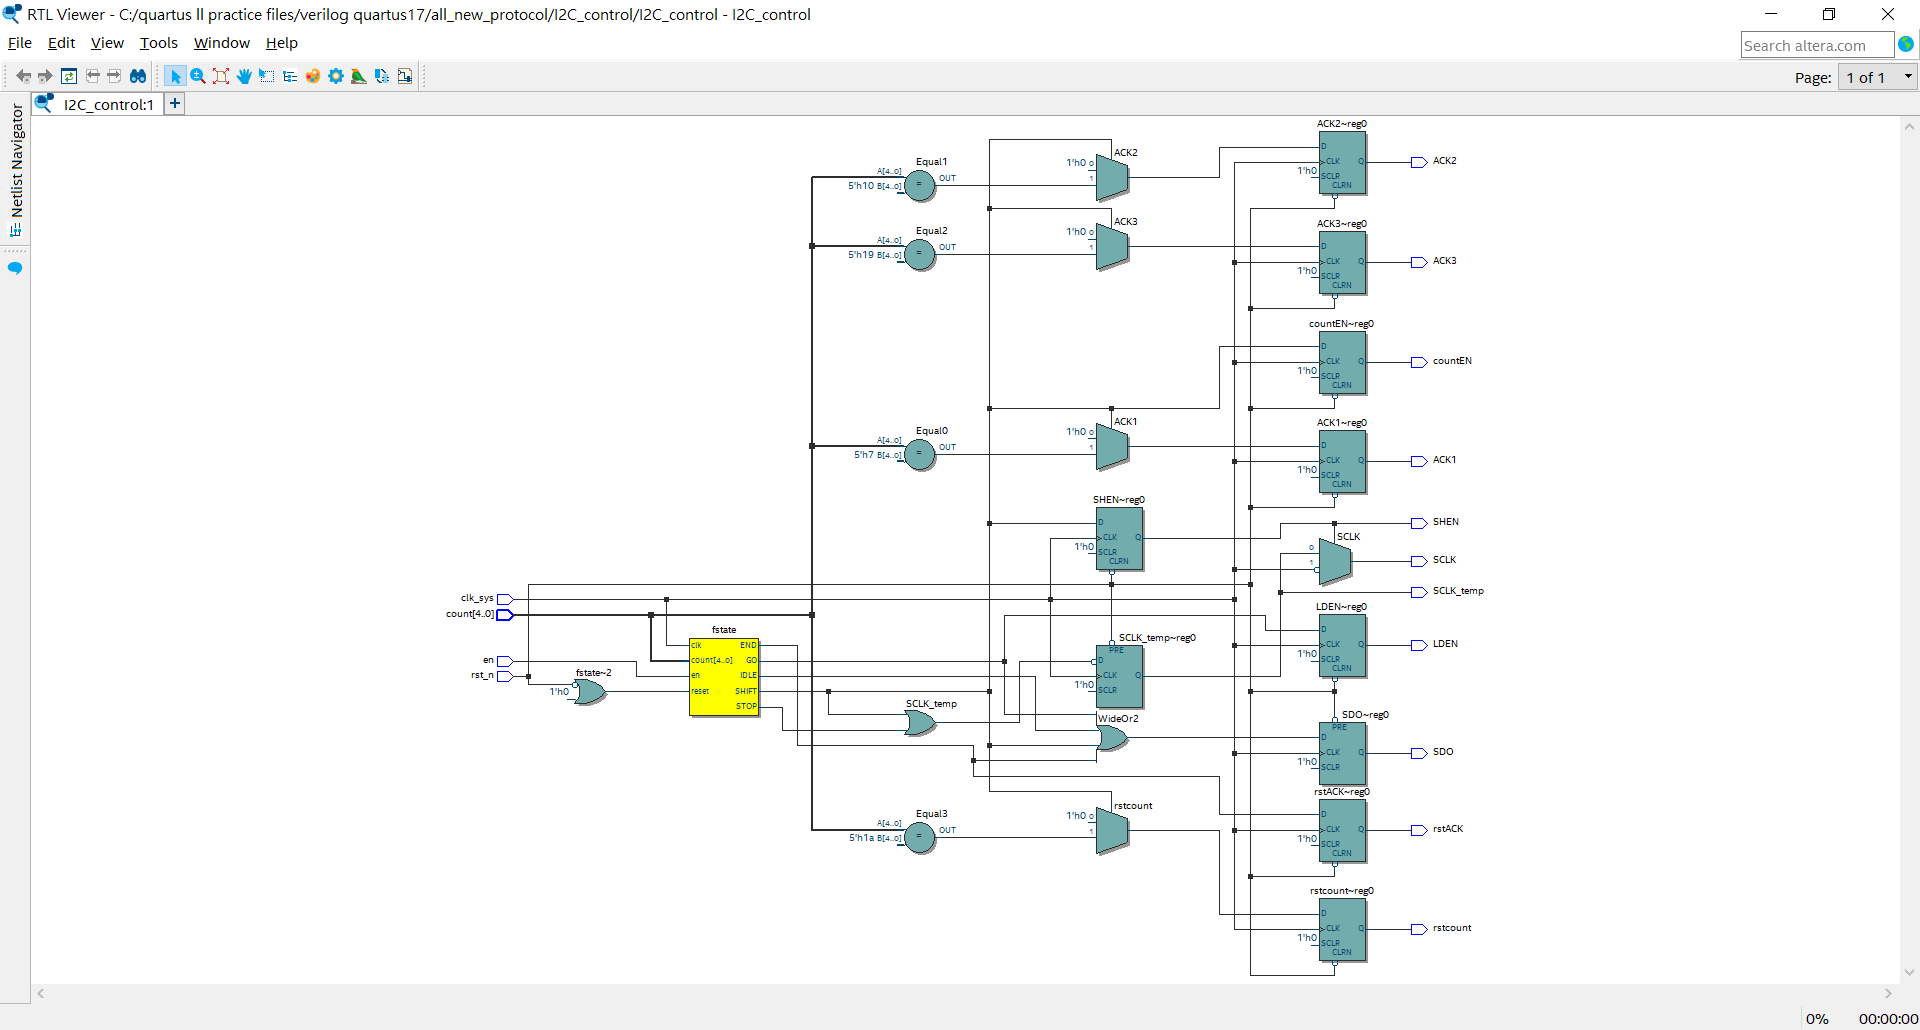 RTL Viewer - C:/quartus ll practice files/verilog quartus17/all_new_protocol/I2C_control/I2C_control - I2C_control
File Edit View Tools Window Help
Search altera.com
Page: 1 of 1
I2C_control:1 +
Netlist Navigator
ACK2~reg0
D
CLK Q
1'h0 SCLR
CLRN
ACK2
Equal1
A[4..0]
5'h10 B[4..0]
=
OUT
ACK2
1'h0 0
1
ACK3~reg0
D
CLK Q
1'h0 SCLR
CLRN
ACK3
Equal2
A[4..0]
5'h19 B[4..0]
=
OUT
ACK3
1'h0 0
1
countEN~reg0
D
CLK Q
1'h0 SCLR
CLRN
countEN
Equal0
A[4..0]
5'h7 B[4..0]
=
OUT
ACK1
1'h0 0
1
ACK1~reg0
D
CLK Q
1'h0 SCLR
CLRN
ACK1
SHEN~reg0
D
CLK Q
1'h0 SCLR
CLRN
SHEN
SCLK
0
1
SCLK
SCLK_temp
clk_sys
count[4..0]
en
rst_n
fstate~2
1'h0
fstate
clk END
count[4..0] GO
en IDLE
reset SHIFT
STOP
SCLK_temp
SCLK_temp~reg0
PRE
D
CLK Q
1'h0 SCLR
WideOr2
LDEN~reg0
D
CLK Q
1'h0 SCLR
CLRN
LDEN
SDO~reg0
PRE
D
CLK Q
1'h0 SCLR
SDO
rstACK~reg0
D
CLK Q
1'h0 SCLR
CLRN
rstACK
Equal3
A[4..0]
5'h1a B[4..0]
=
OUT
rstcount
1'h0 0
1
rstcount~reg0
D
CLK Q
1'h0 SCLR
CLRN
rstcount
0% 00:00:00